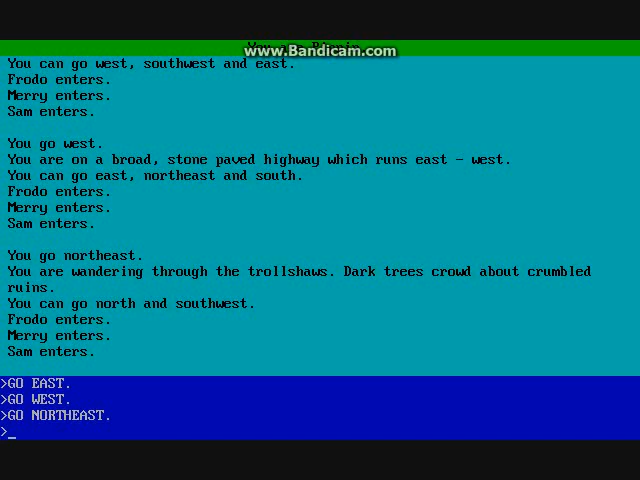 www.Bandicam.com
You can go west, southwest and east.
Frodo enters.
Merry enters.
Sam enters.
You go west.
You are on a broad, stone paved highway which runs east - west.
You can go east, northeast and south.
Frodo enters.
Merry enters.
Sam enters.
You go northeast.
You are wandering through the trollshaws. Dark trees crowd about crumbled
ruins.
You can go north and southwest.
Frodo enters.
Merry enters.
Sam enters.
>GO EAST.
>GO WEST.
>GO NORTHEAST.
>_